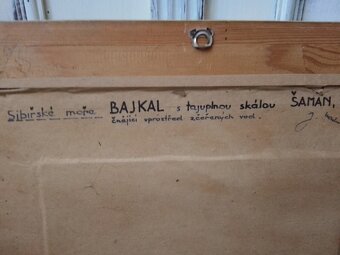 Sibiřské moře BAJKAL s tajuplnou skálou ŠAMAN,
čnějící uprostřed zčeřených vod.